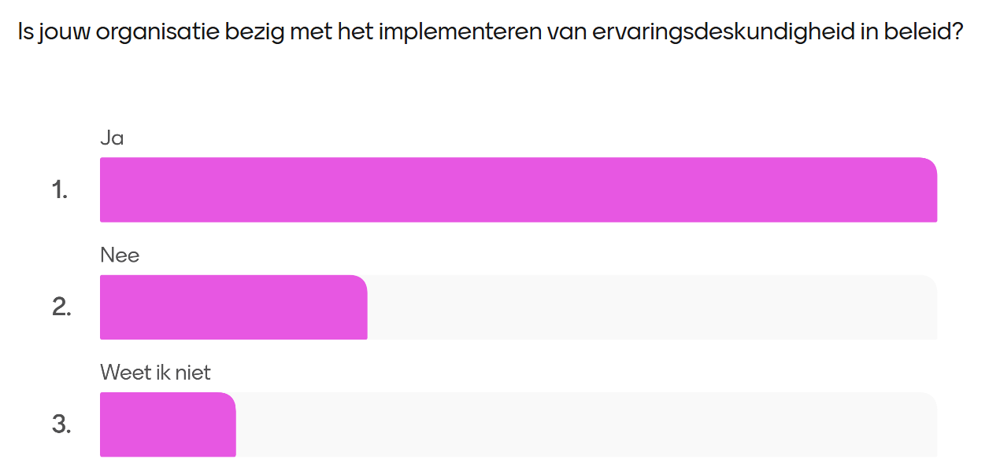 Is jouw organisatie bezig met het implementeren van ervaringsdeskundigheid in beleid?
Ja
1.
Nee
2.
Weet ik niet
3.